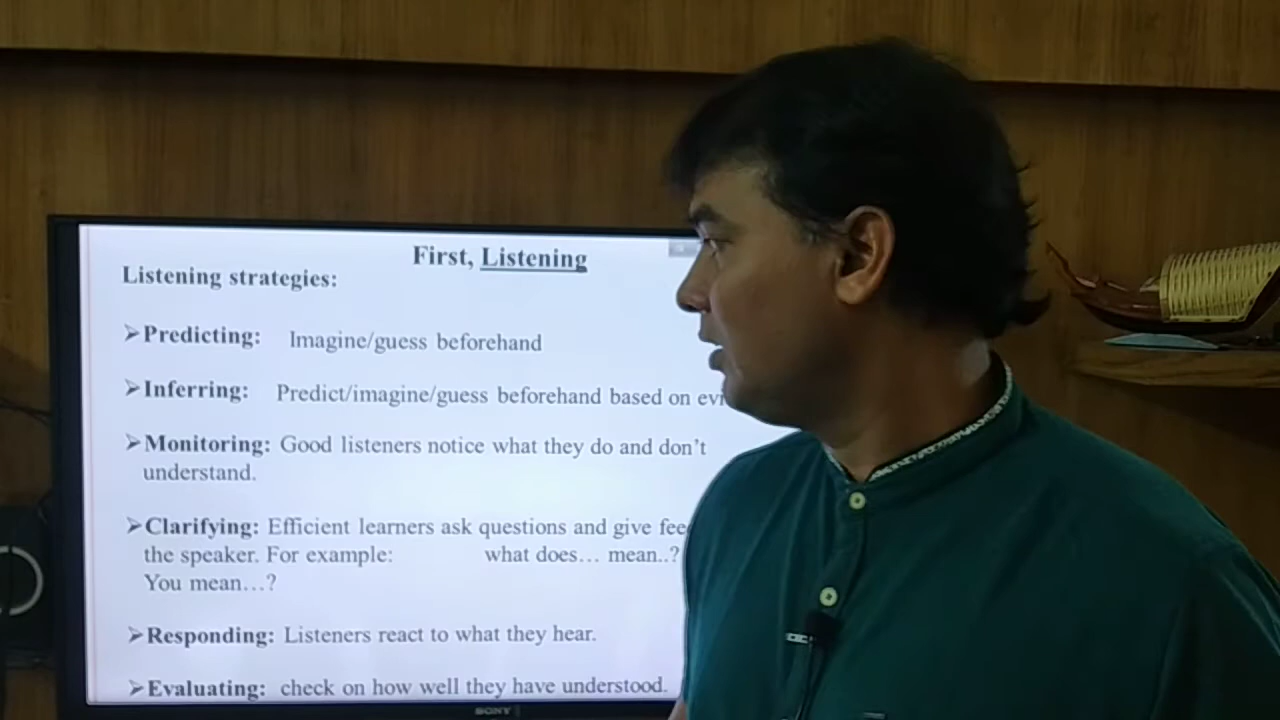 First, Listening
Listening strategies:
➢Predicting: Imagine/guess beforehand
➢Inferring: Predict/imagine/guess beforehand based on
➢Monitoring: Good listeners notice what they do and don't
understand.
➢Clarifying: Efficient learners ask questions and give
the speaker. For example: what does… mean..?
You mean…?
➢Responding: Listeners react to what they hear.
➢Evaluating: check on how well they have understood.
SONY